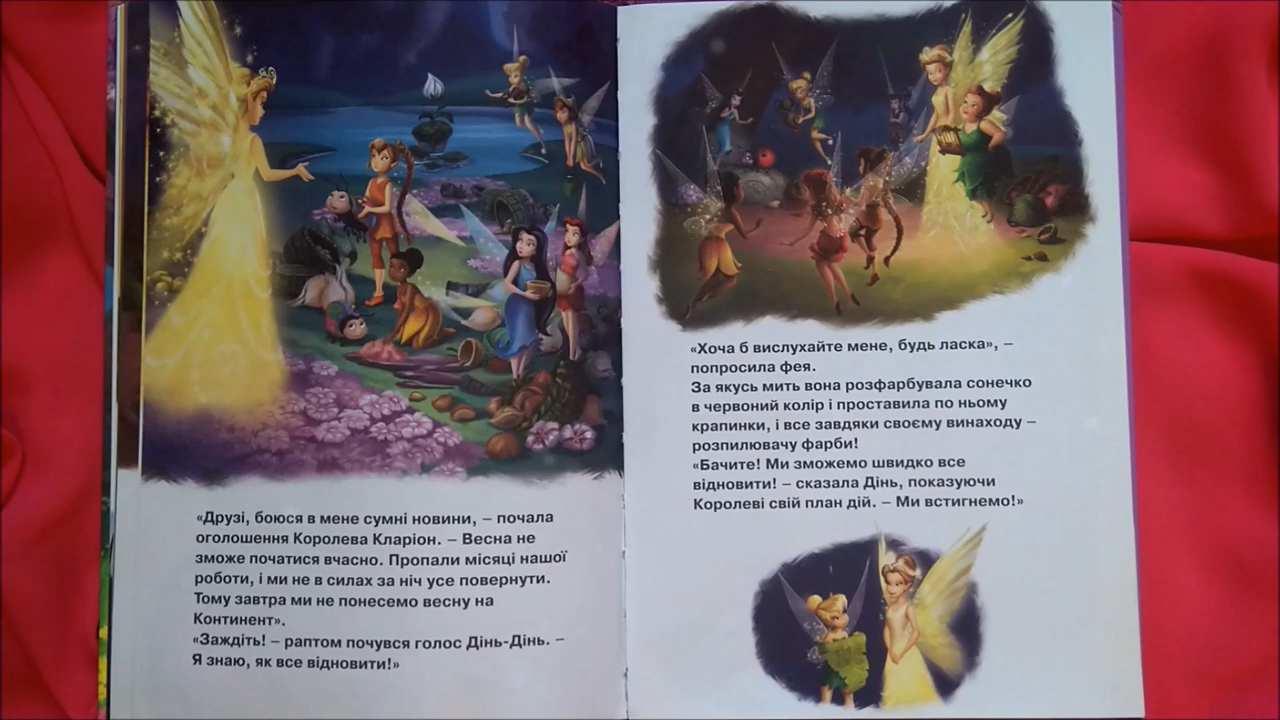 «Друзі, боюся в мене сумні новини, – почала
оголошення Королева Кларіон. – Весна не
зможе початися вчасно. Пропали місяці нашої
роботи, і ми не в силах за ніч усе повернути.
Тому завтра ми не понесемо весну на
Континент».
«Заждіть! – раптом почувся голос Дінь-Дінь. –
Я знаю, як все відновити!»
«Хоча б вислухайте мене, будь ласка», –
попросила фея.
За якусь мить вона розфарбувала сонечко
в червоний колір і проставила по ньому
крапинки, і все завдяки своєму винаходу –
розпилювачу фарби!
«Бачите! Ми зможемо швидко все
відновити! – сказала Дінь, показуючи
Королеві свій план дій. – Ми встигнемо!»